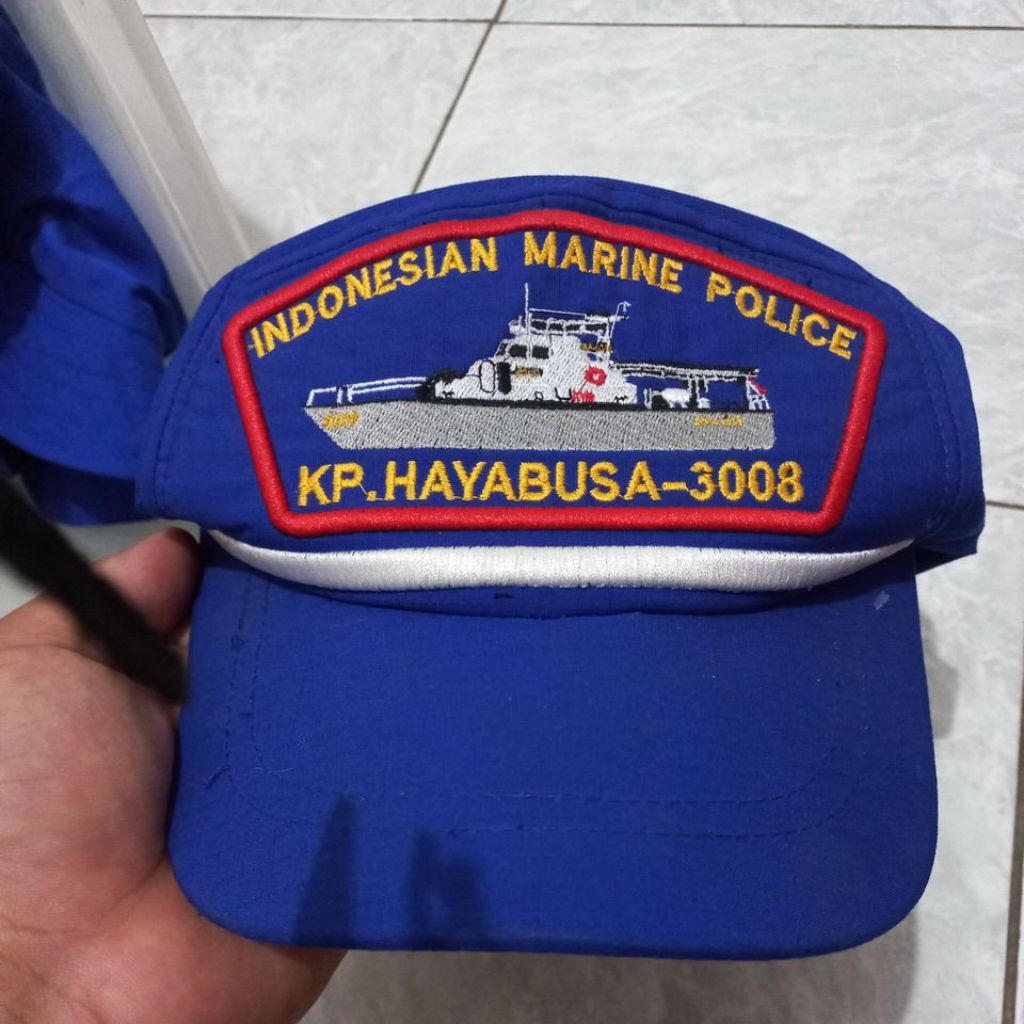 INDONESIAN MARINE POLICE
KP. HAYABUSA-3008